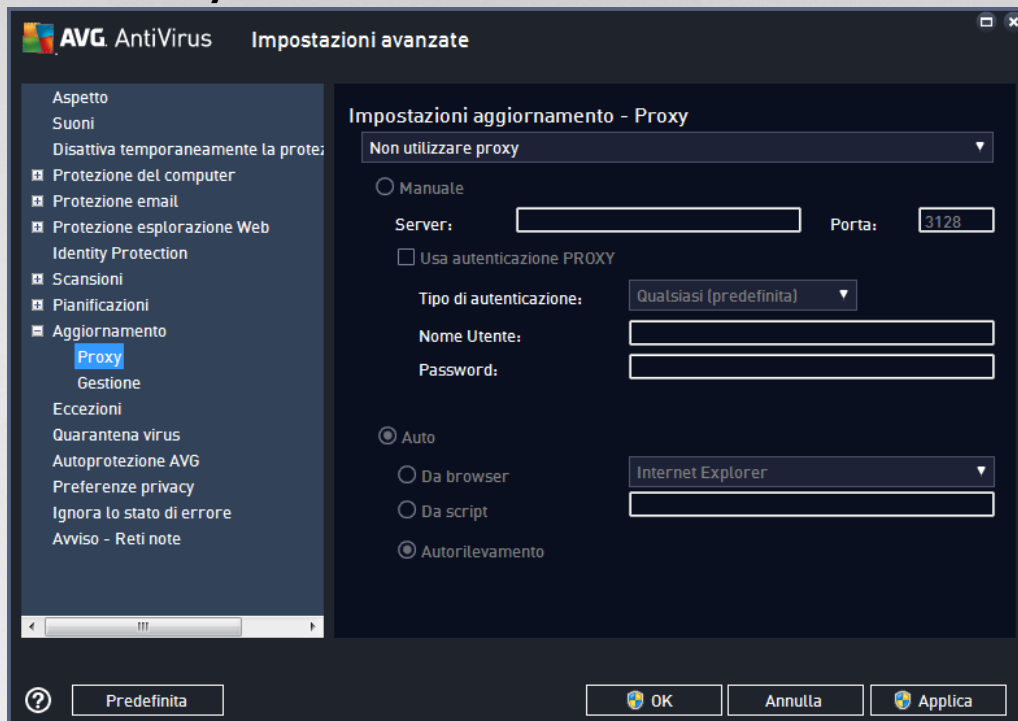 AVG. AntiVirus Impostazioni avanzate
Aspetto
Suoni
Disattiva temporaneamente la protez
Protezione del computer
Protezione email
Protezione esplorazione Web
Identity Protection
Scansioni
Pianificazioni
Aggiornamento
Proxy
Gestione
Eccezioni
Quarantena virus
Autoprotezione AVG
Preferenze privacy
Ignora lo stato di errore
Avviso - Reti note
Impostazioni aggiornamento - Proxy
Non utilizzare proxy
Manuale
Server: Porta: 3128
Usa autenticazione PROXY
Tipo di autenticazione: Qualsiasi (predefinita)
Nome Utente:
Password:
Auto
Da browser Internet Explorer
Da script
Autorilevamento
Predefinita OK Annulla Applica